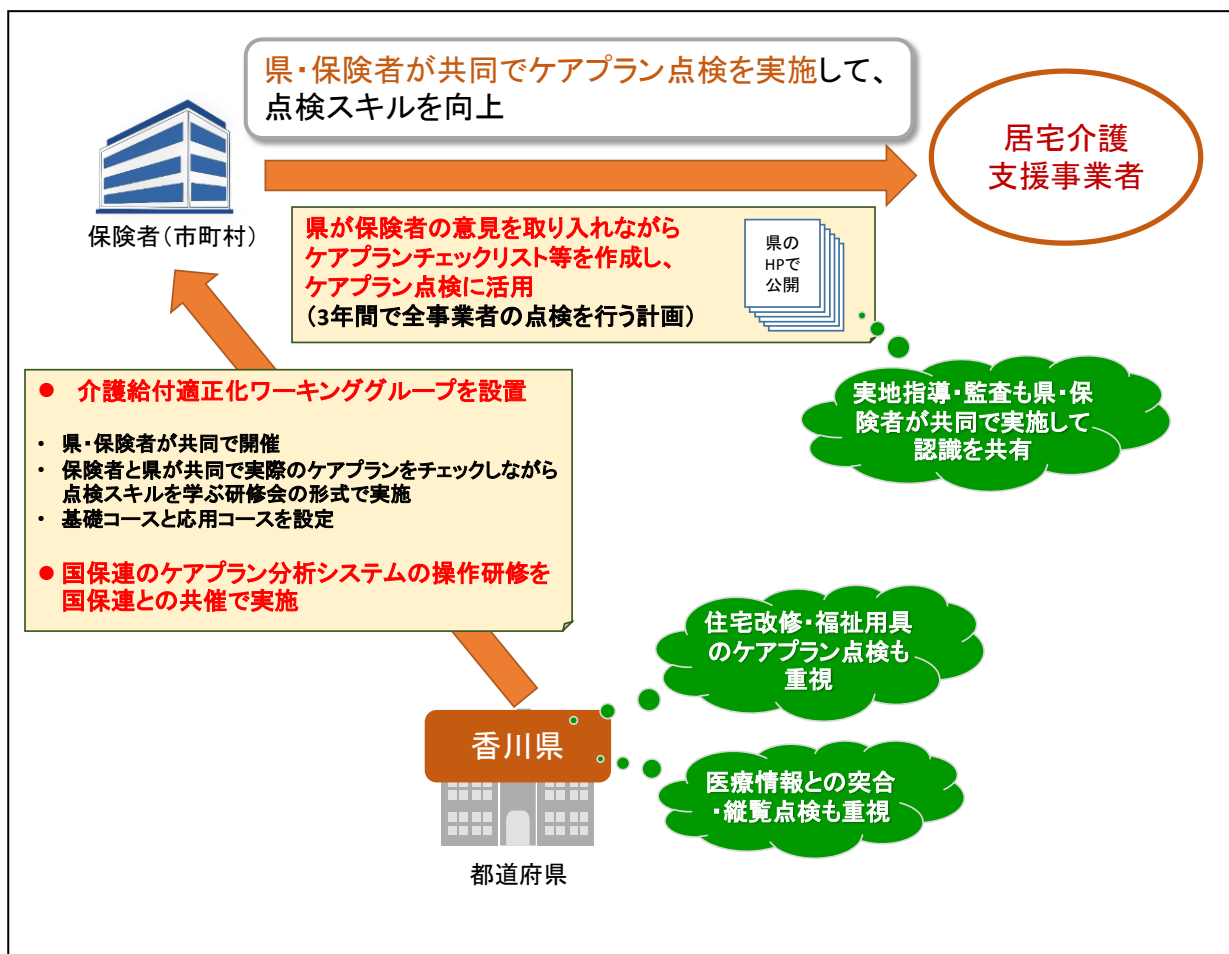 県・保険者が共同でケアプラン点検を実施して、
点検スキルを向上
居宅介護
支援事業者
保険者（市町村）
県が保険者の意見を取り入れながら
ケアプランチェックリスト等を作成し、
ケアプラン点検に活用
（3年間で全事業者の点検を行う計画）
県の
HPで
公開
実地指導・監査も県・保
険者が共同で実施して
認識を共有
● 介護給付適正化ワーキンググループを設置
・ 県・保険者が共同で開催
・ 保険者と県が共同で実際のケアプランをチェックしながら
点検スキルを学ぶ研修会の形式で実施
・ 基礎コースと応用コースを設定
● 国保連のケアプラン分析システムの操作研修を
国保連との共催で実施
住宅改修・福祉用具
のケアプラン点検も
重視
香川県
医療情報との突合
・縦覧点検も重視
都道府県